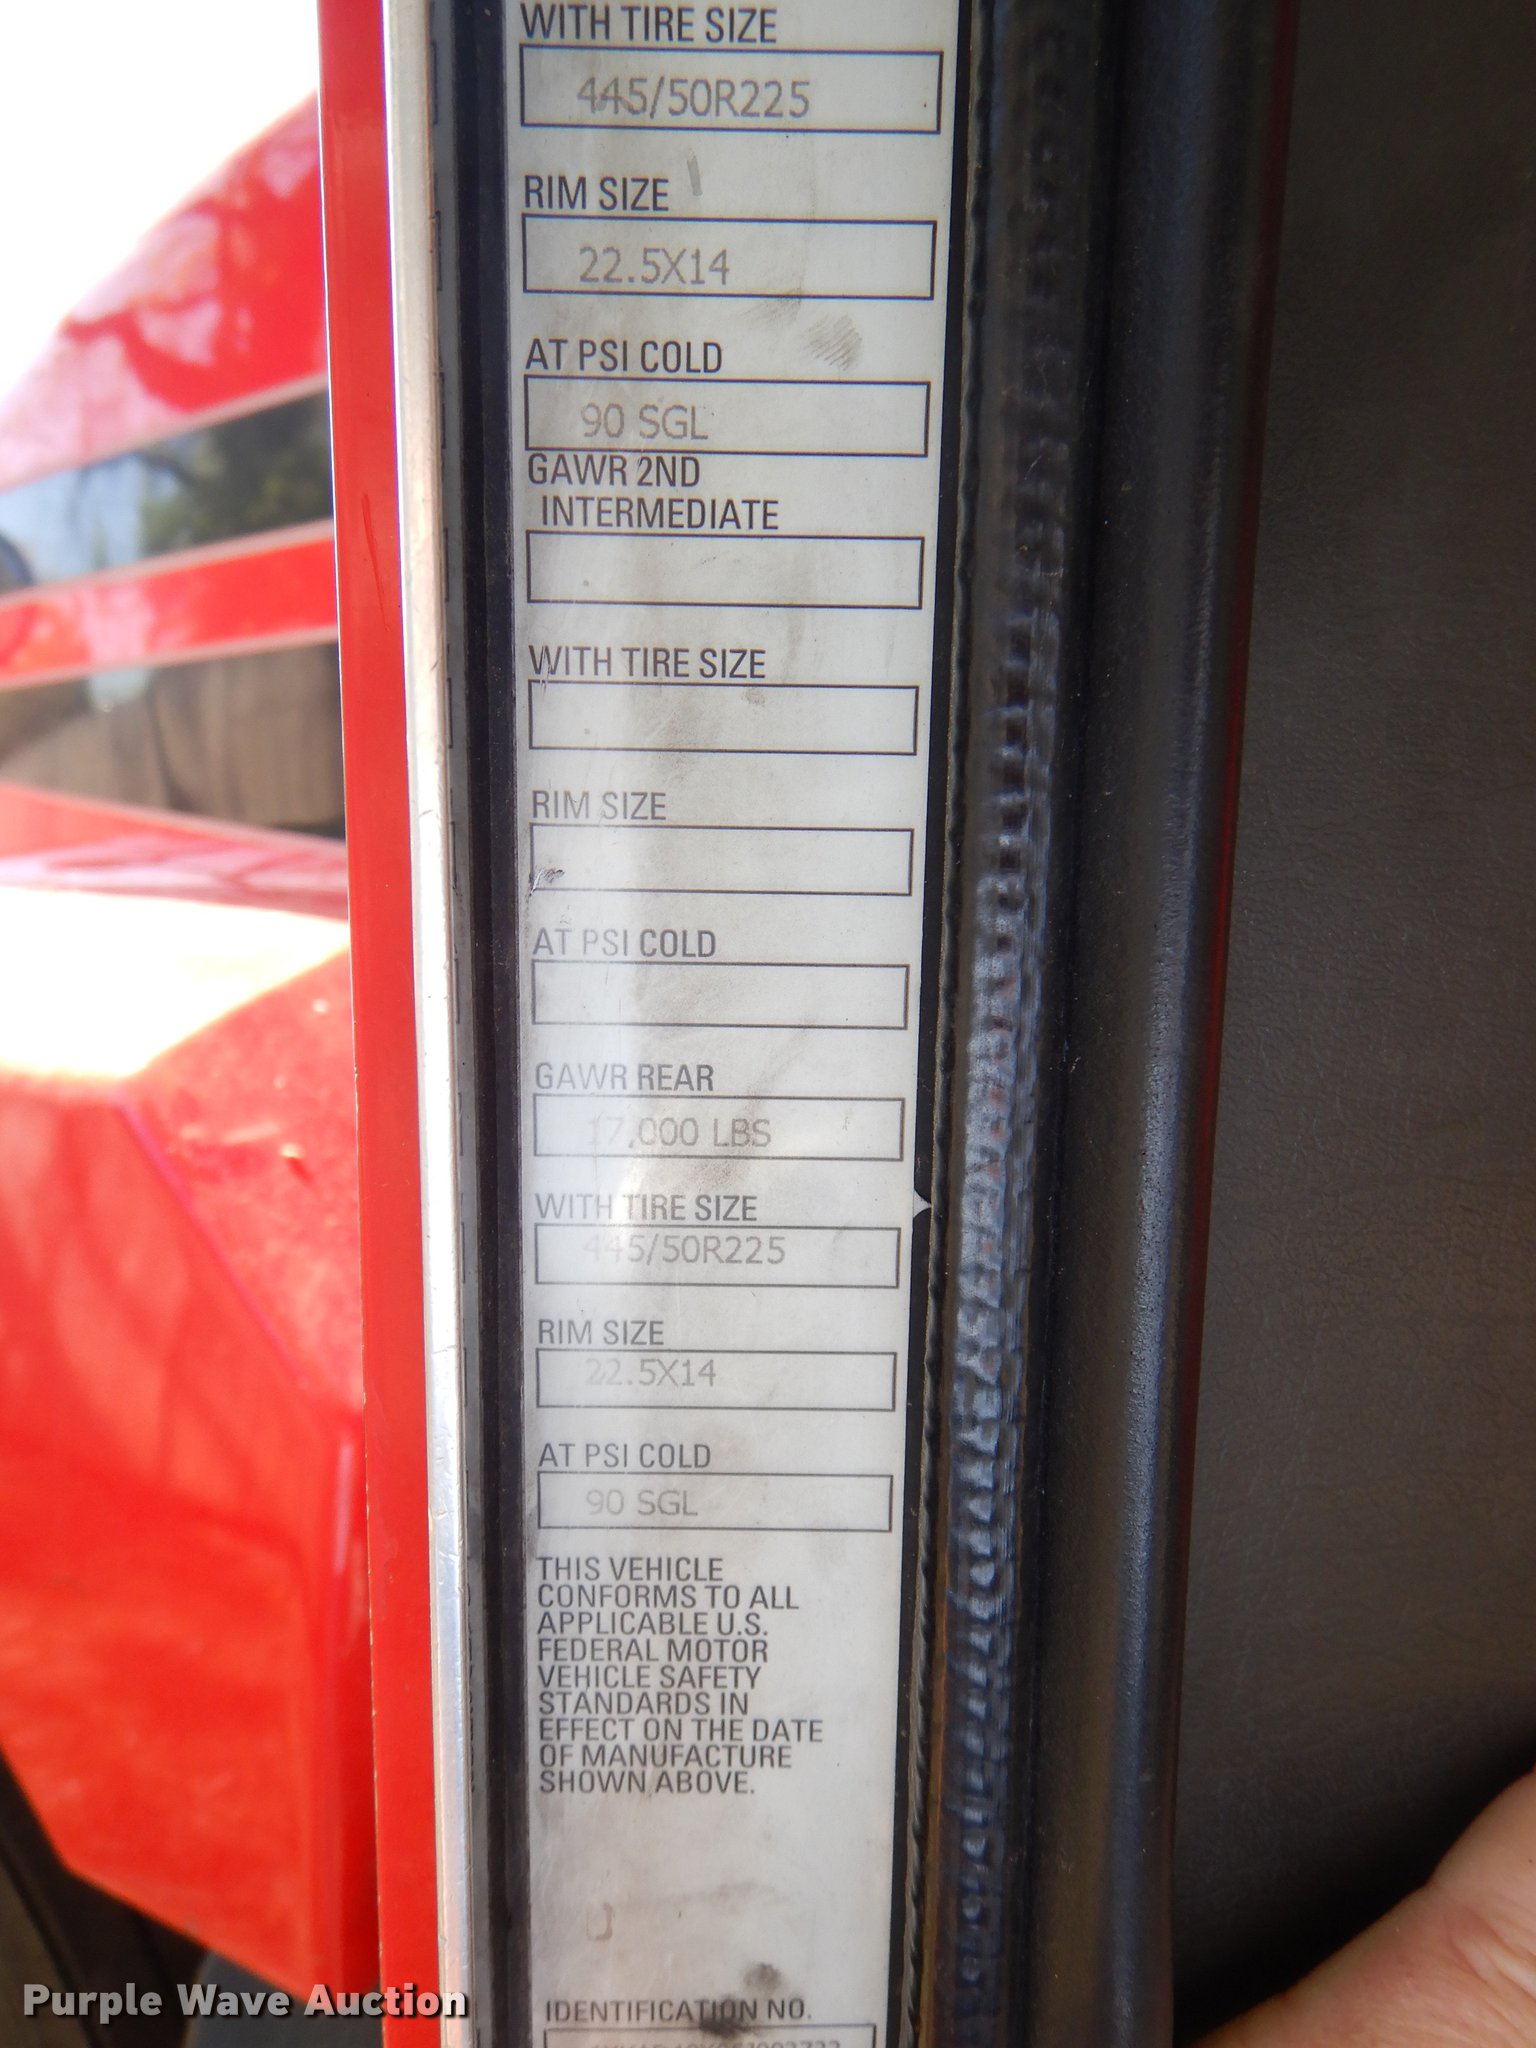 WITH TIRE SIZE
445/50R225
RIM SIZE
22.5X14
AT PSI COLD
90 SGL
GAWR 2ND
INTERMEDIATE
WITH TIRE SIZE
RIM SIZE
AT PSI COLD
GAWR REAR
17,000 LBS
WITH TIRE SIZE
445/50R225
RIM SIZE
22.5X14
AT PSI COLD
90 SGL
THIS VEHICLE
CONFORMS TO ALL
APPLICABLE U.S.
FEDERAL MOTOR
VEHICLE SAFETY
STANDARDS IN
EFFECT ON THE DATE
OF MANUFACTURE
SHOWN ABOVE.
IDENTIFICATION NO.
Purple Wave Auction